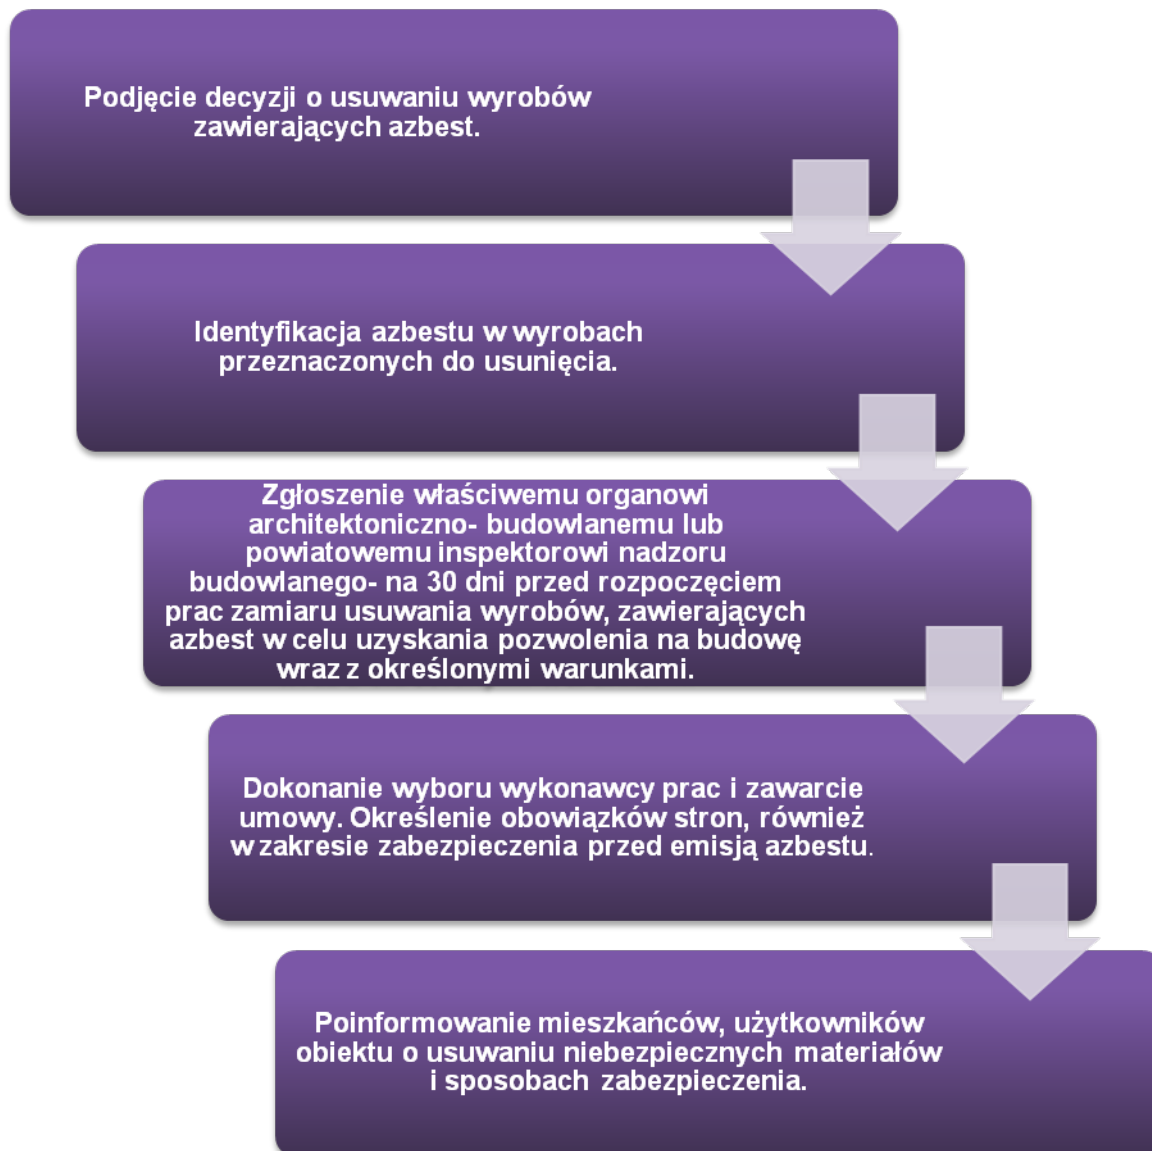 Podjęcie decyzji o usuwaniu wyrobów
zawierających azbest.
Identyfikacja azbestu w wyrobach
przeznaczonych do usunięcia.
Zgłoszenie właściwemu organowi
architektoniczno- budowlanemu lub
powiatowemu inspektorowi nadzoru
budowlanego- na 30 dni przed rozpoczęciem
prac zamiaru usuwania wyrobów, zawierających
azbest w celu uzyskania pozwolenia na budowę
wraz z określonymi warunkami.
Dokonanie wyboru wykonawcy prac i zawarcie
umowy. Określenie obowiązków stron, również
w zakresie zabezpieczenia przed emisją azbestu.
Poinformowanie mieszkańców, użytkowników
obiektu o usuwaniu niebezpiecznych materiałów
i sposobach zabezpieczenia.